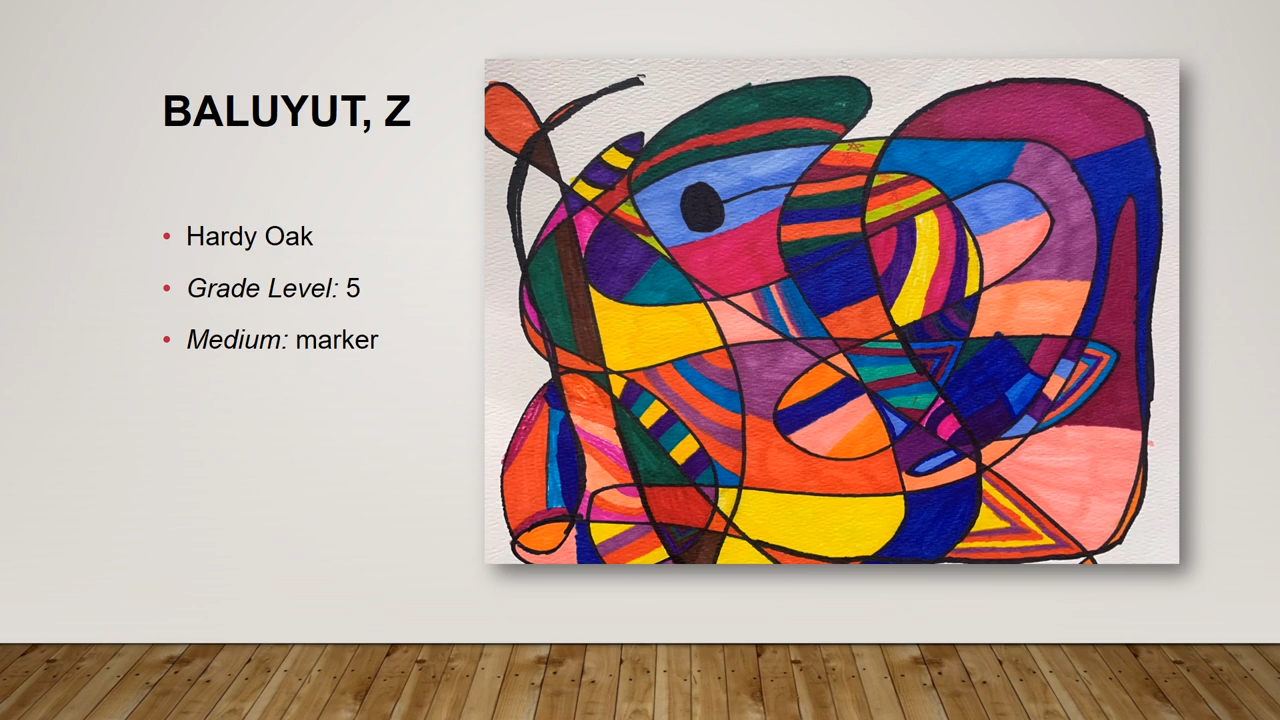 BALUYUT, Z
• Hardy Oak
• Grade Level: 5
• Medium: marker